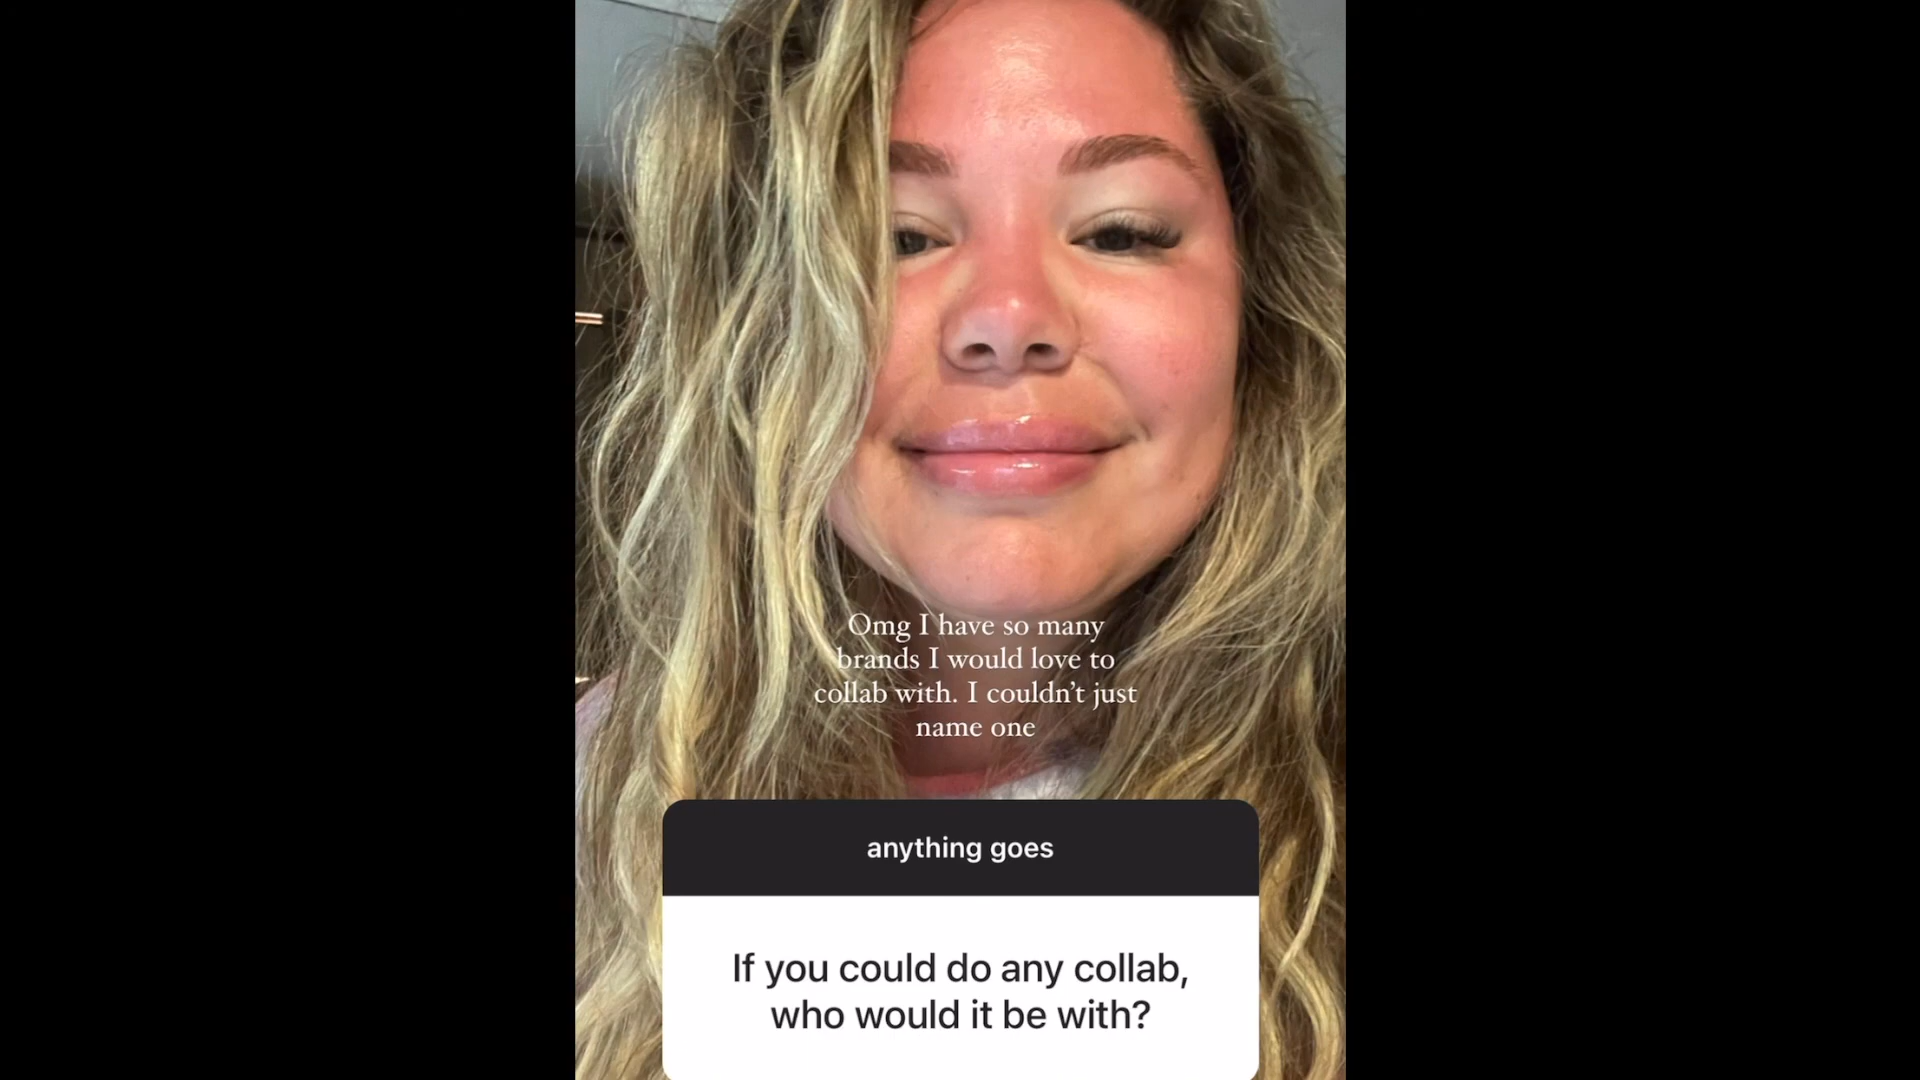 Omg I have so many
brands I would love to
collab with. I couldn't just
name one
anything goes
If you could do any collab,
who would it be with?